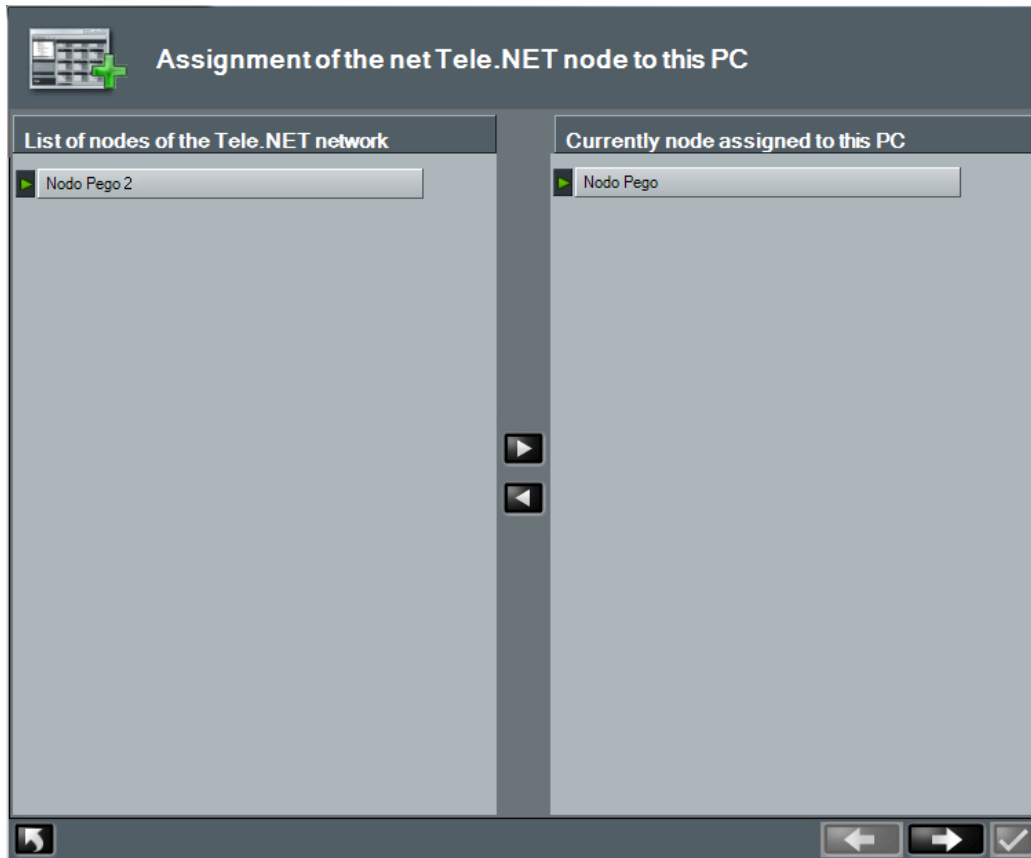 Assignment of the net Tele.NET node to this PC
List of nodes of the Tele.NET network
Currently node assigned to this PC
Nodo Pego 2
Nodo Pego